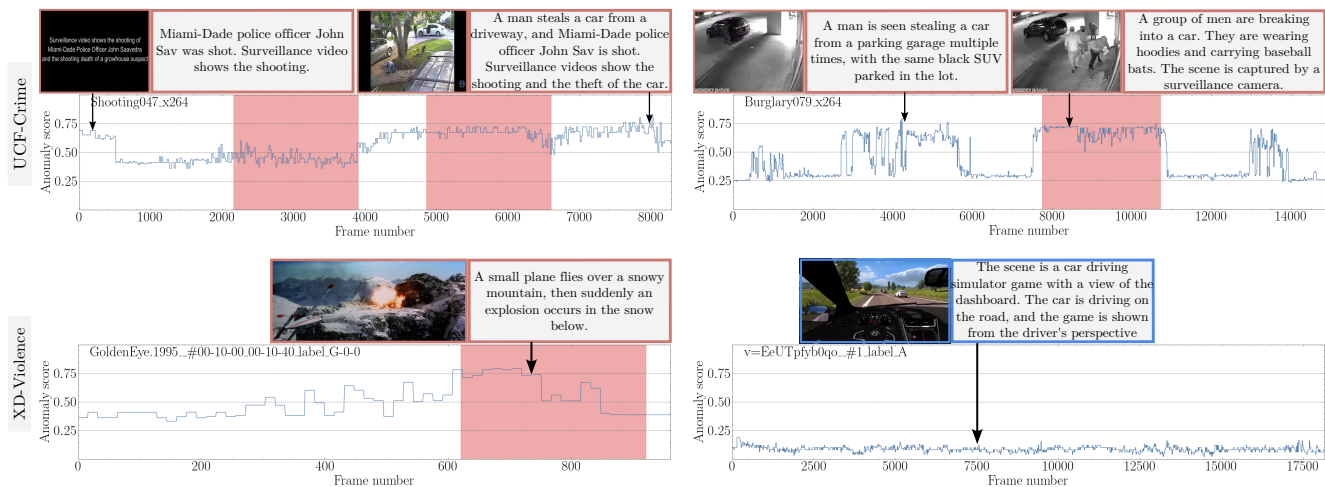 UCF-Crime
Surveillance video shows the shooting of
Miami-Dade Police Officer John Saavedra
and the shooting death of a growhouse suspect
Miami-Dade police officer John
Sav was shot. Surveillance video
shows the shooting.
A man steals a car from a
driveway, and Miami-Dade police
officer John Sav is shot.
Surveillance videos show the
shooting and the theft of the car.
Shooting047_x264
Anomaly score
0.75
0.50
0.25
0 1000 2000 3000 4000 5000 6000 7000 8000
Frame number
A man is seen stealing a car
from a parking garage multiple
times, with the same black SUV
parked in the lot.
A group of men are breaking
into a car. They are wearing
hoodies and carrying baseball
bats. The scene is captured by a
surveillance camera.
Burglary079_x264
Anomaly score
0.75
0.50
0.25
0 2000 4000 6000 8000 10000 12000 14000
Frame number
XD-Violence
A small plane flies over a snowy
mountain, then suddenly an
explosion occurs in the snow
below.
GoldenEye.1995__#00-10-00_00-10-40_label_G-0-0
Anomaly score
0.75
0.50
0.25
0 200 400 600 800
Frame number
The scene is a car driving
simulator game with a view of the
dashboard. The car is driving on
the road, and the game is shown
from the driver's perspective
v=EeUTpfyb0qo__#1_label_A
Anomaly score
0.75
0.50
0.25
0 2500 5000 7500 10000 12500 15000 17500
Frame number